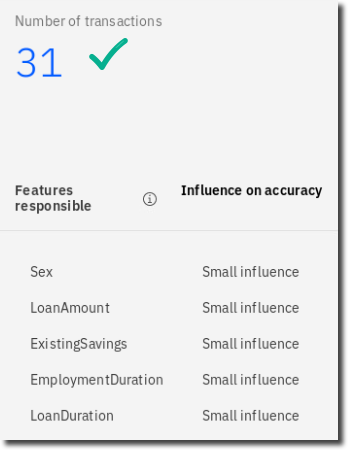 Number of transactions
31
Features Influence on accuracy
responsible
Sex Small influence
LoanAmount Small influence
ExistingSavings Small influence
EmploymentDuration Small influence
LoanDuration Small influence